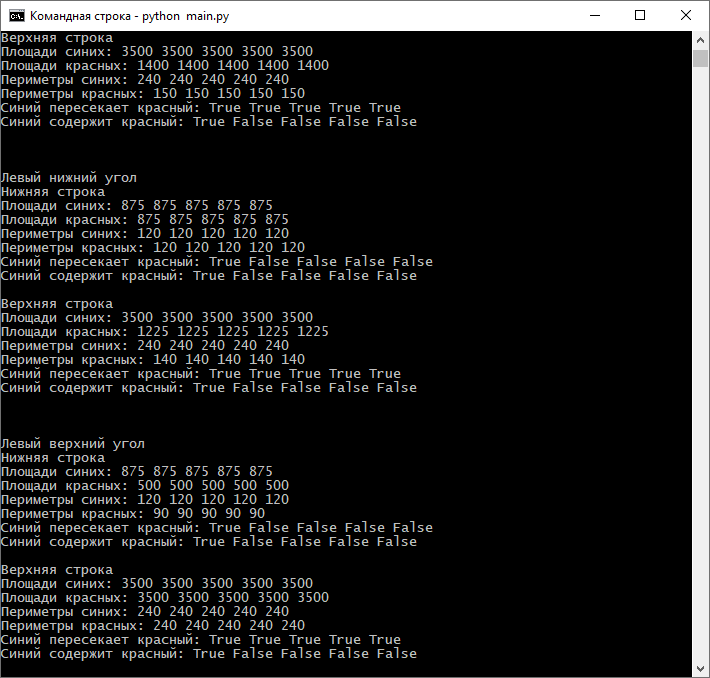 Командная строка - python main.py
Верхняя строка
Площади синих: 3500 3500 3500 3500 3500
Площади красных: 1400 1400 1400 1400 1400
Периметры синих: 240 240 240 240 240
Периметры красных: 150 150 150 150 150
Синий пересекает красный: True True True True True
Синий содержит красный: True False False False False
Левый нижний угол
Нижняя строка
Площади синих: 875 875 875 875 875
Площади красных: 875 875 875 875 875
Периметры синих: 120 120 120 120 120
Периметры красных: 120 120 120 120 120
Синий пересекает красный: True False False False False
Синий содержит красный: True False False False False
Верхняя строка
Площади синих: 3500 3500 3500 3500 3500
Площади красных: 1225 1225 1225 1225 1225
Периметры синих: 240 240 240 240 240
Периметры красных: 140 140 140 140 140
Синий пересекает красный: True True True True True
Синий содержит красный: True False False False False
Левый верхний угол
Нижняя строка
Площади синих: 875 875 875 875 875
Площади красных: 500 500 500 500 500
Периметры синих: 120 120 120 120 120
Периметры красных: 90 90 90 90 90
Синий пересекает красный: True False False False False
Синий содержит красный: True False False False False
Верхняя строка
Площади синих: 3500 3500 3500 3500 3500
Площади красных: 3500 3500 3500 3500 3500
Периметры синих: 240 240 240 240 240
Периметры красных: 240 240 240 240 240
Синий пересекает красный: True True True True True
Синий содержит красный: True False False False False